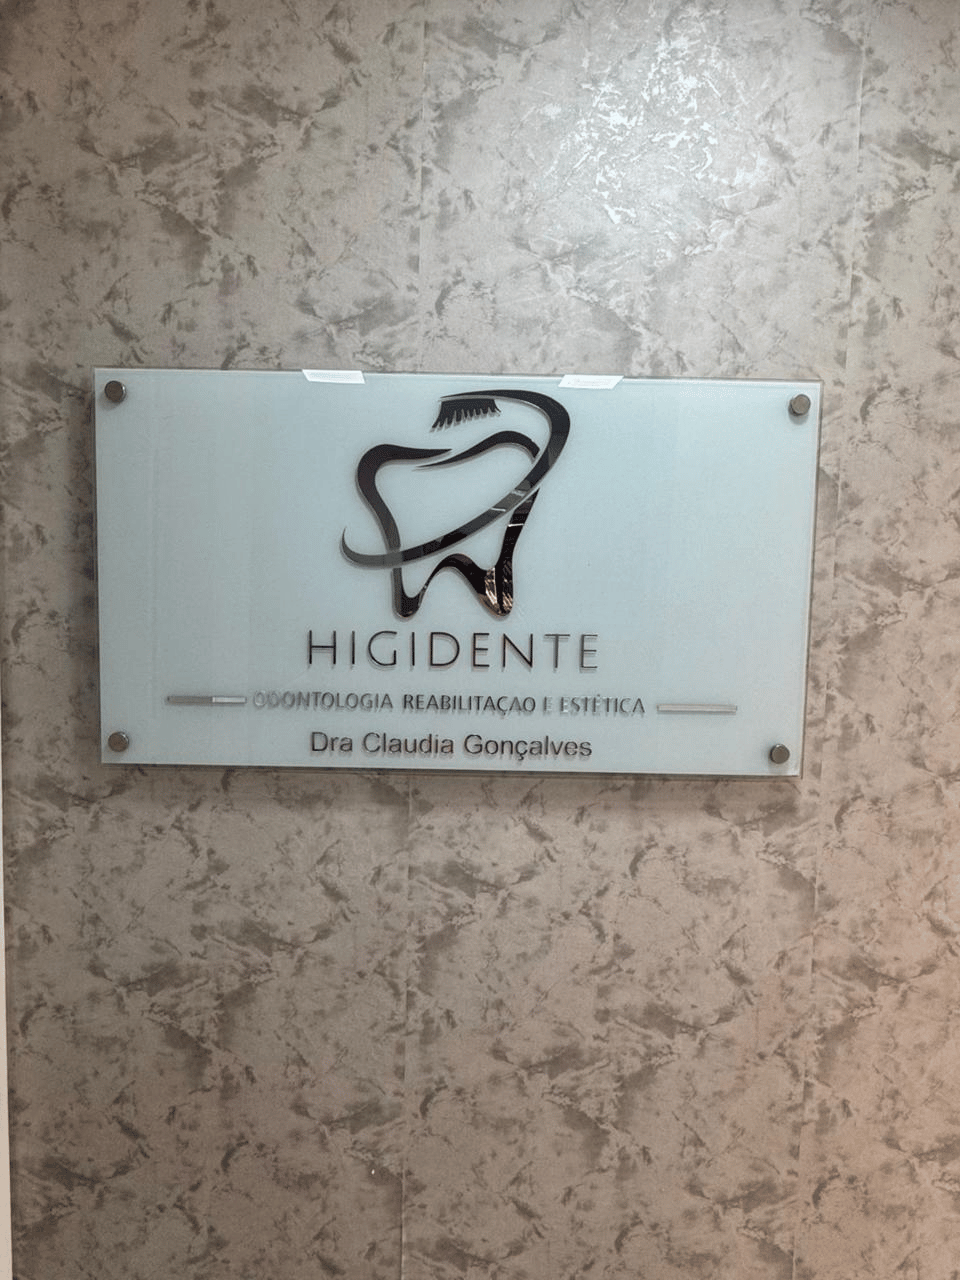 HIGIDENTE
ODONTOLOGIA REABILITAÇAO E ESTÉTICA
Dra Claudia Gonçalves